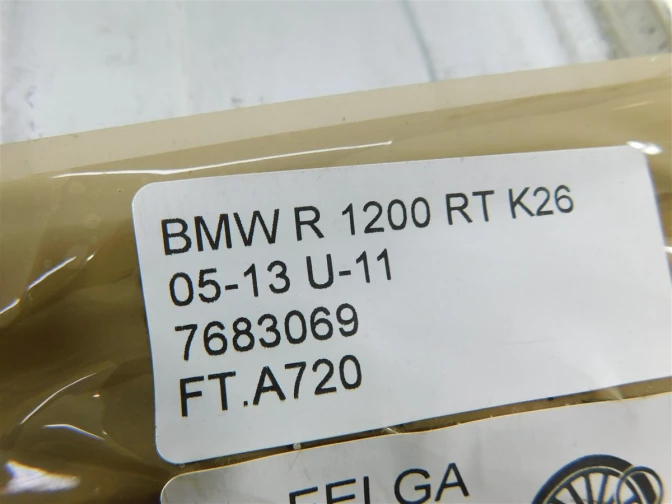 BMW R 1200 RT K26
05-13 U-11
7683069
FT.A720
FELGA